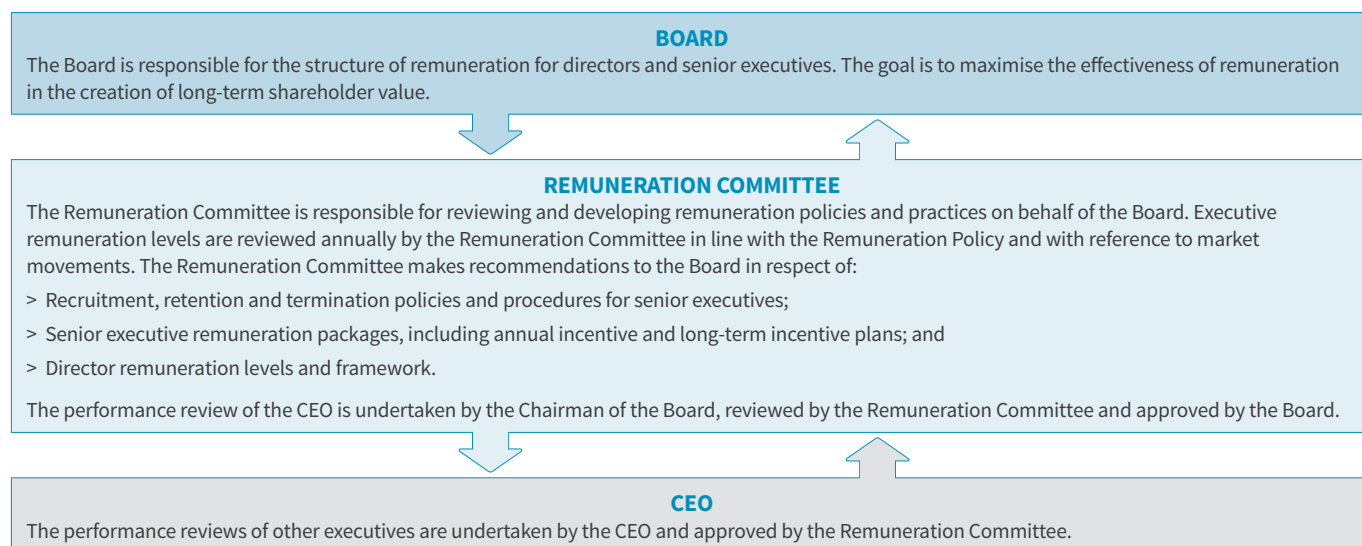 BOARD
The Board is responsible for the structure of remuneration for directors and senior executives. The goal is to maximise the effectiveness of remuneration
in the creation of long-term shareholder value.
REMUNERATION COMMITTEE
The Remuneration Committee is responsible for reviewing and developing remuneration policies and practices on behalf of the Board. Executive
remuneration levels are reviewed annually by the Remuneration Committee in line with the Remuneration Policy and with reference to market
movements. The Remuneration Committee makes recommendations to the Board in respect of:
> Recruitment, retention and termination policies and procedures for senior executives;
> Senior executive remuneration packages, including annual incentive and long-term incentive plans; and
> Director remuneration levels and framework.
The performance review of the CEO is undertaken by the Chairman of the Board, reviewed by the Remuneration Committee and approved by the Board.
CEO
The performance reviews of other executives are undertaken by the CEO and approved by the Remuneration Committee.